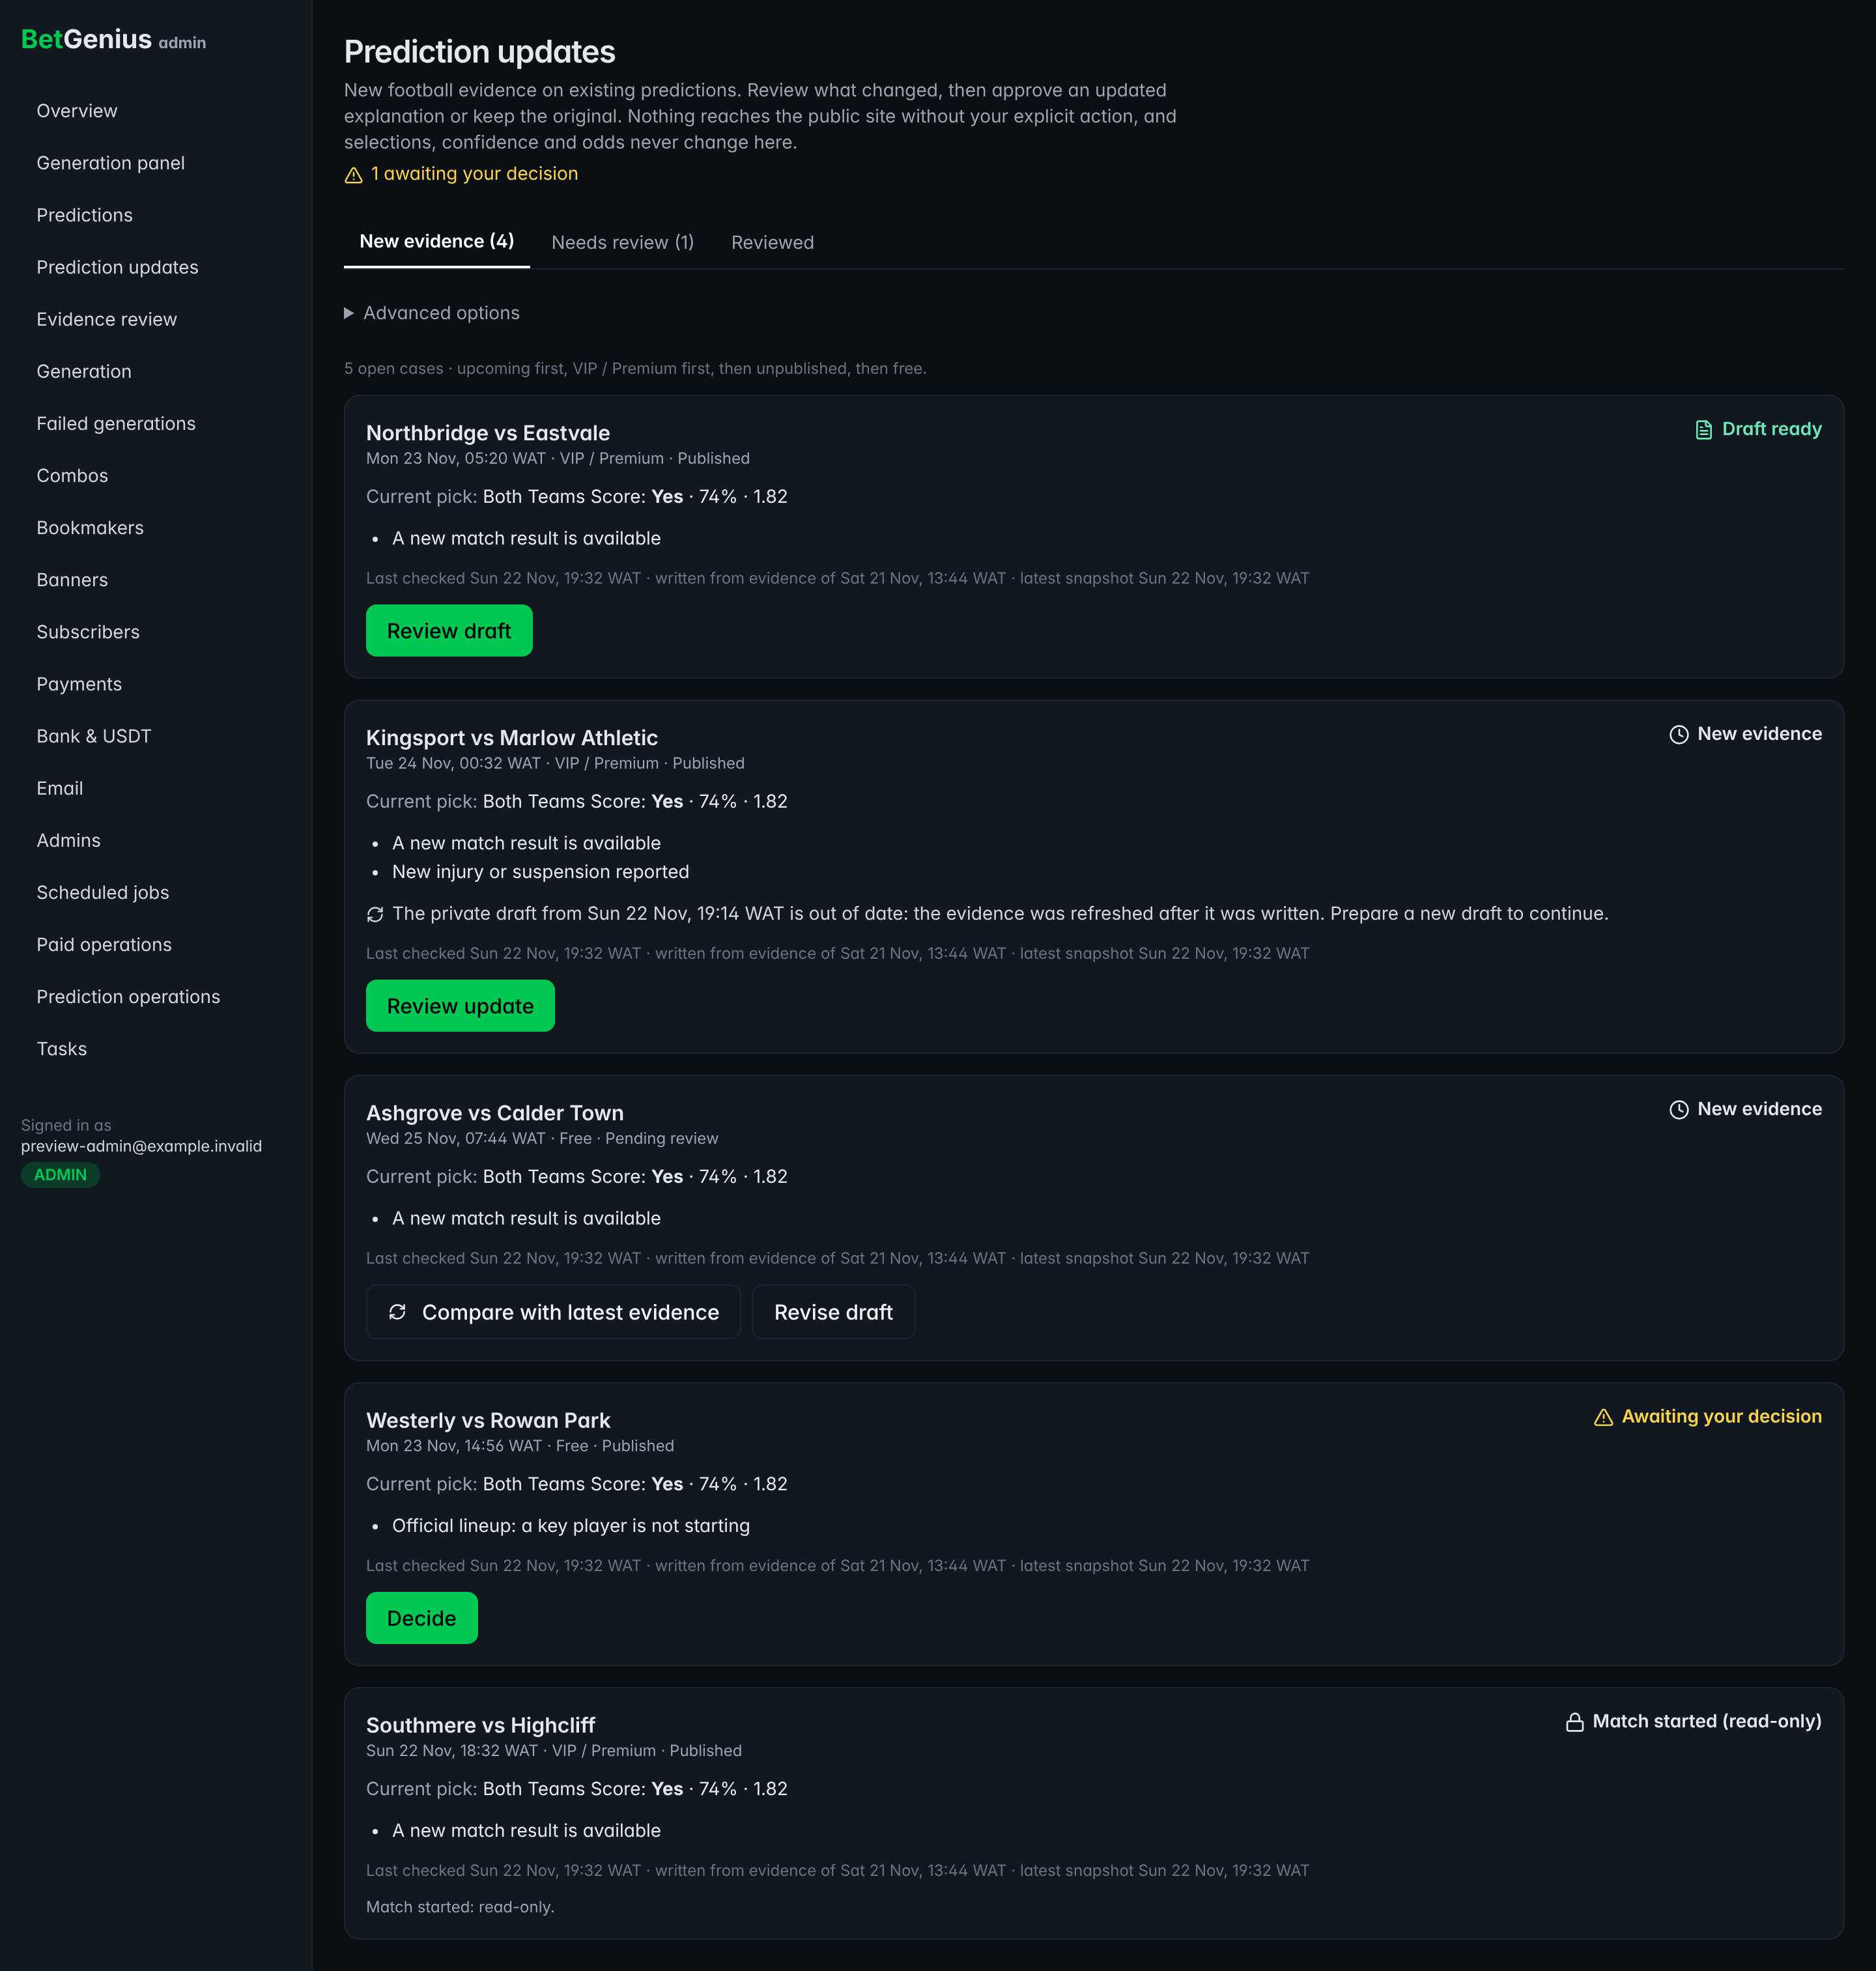 BetGenius admin
Overview
Generation panel
Predictions
Prediction updates
Evidence review
Generation
Failed generations
Combos
Bookmakers
Banners
Subscribers
Payments
Bank & USDT
Email
Admins
Scheduled jobs
Paid operations
Prediction operations
Tasks
Signed in as
preview-admin@example.invalid
ADMIN
Prediction updates
New football evidence on existing predictions. Review what changed, then approve an updated
explanation or keep the original. Nothing reaches the public site without your explicit action, and
selections, confidence and odds never change here.
1 awaiting your decision
New evidence (4) Needs review (1) Reviewed
Advanced options
5 open cases · upcoming first, VIP / Premium first, then unpublished, then free.
Northbridge vs Eastvale
Draft ready
Mon 23 Nov, 05:20 WAT · VIP / Premium · Published
Current pick: Both Teams Score: Yes · 74% · 1.82
• A new match result is available
Last checked Sun 22 Nov, 19:32 WAT · written from evidence of Sat 21 Nov, 13:44 WAT · latest snapshot Sun 22 Nov, 19:32 WAT
Review draft
Kingsport vs Marlow Athletic
New evidence
Tue 24 Nov, 00:32 WAT · VIP / Premium · Published
Current pick: Both Teams Score: Yes · 74% · 1.82
• A new match result is available
• New injury or suspension reported
The private draft from Sun 22 Nov, 19:14 WAT is out of date: the evidence was refreshed after it was written. Prepare a new draft to continue.
Last checked Sun 22 Nov, 19:32 WAT · written from evidence of Sat 21 Nov, 13:44 WAT · latest snapshot Sun 22 Nov, 19:32 WAT
Review update
Ashgrove vs Calder Town
New evidence
Wed 25 Nov, 07:44 WAT · Free · Pending review
Current pick: Both Teams Score: Yes · 74% · 1.82
• A new match result is available
Last checked Sun 22 Nov, 19:32 WAT · written from evidence of Sat 21 Nov, 13:44 WAT · latest snapshot Sun 22 Nov, 19:32 WAT
Compare with latest evidence Revise draft
Westerly vs Rowan Park
Awaiting your decision
Mon 23 Nov, 14:56 WAT · Free · Published
Current pick: Both Teams Score: Yes · 74% · 1.82
• Official lineup: a key player is not starting
Last checked Sun 22 Nov, 19:32 WAT · written from evidence of Sat 21 Nov, 13:44 WAT · latest snapshot Sun 22 Nov, 19:32 WAT
Decide
Southmere vs Highcliff
Match started (read-only)
Sun 22 Nov, 18:32 WAT · VIP / Premium · Published
Current pick: Both Teams Score: Yes · 74% · 1.82
• A new match result is available
Last checked Sun 22 Nov, 19:32 WAT · written from evidence of Sat 21 Nov, 13:44 WAT · latest snapshot Sun 22 Nov, 19:32 WAT
Match started: read-only.